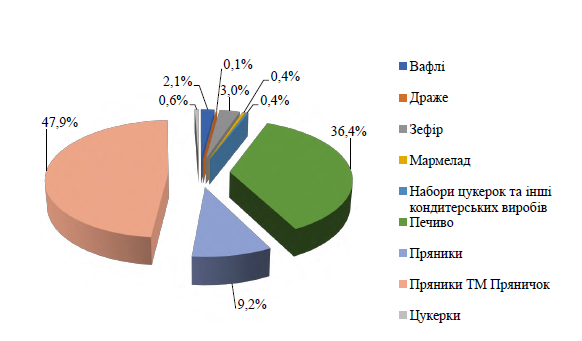 0,1%
0,4%
2,1%
3,0%
0,6%
0,4%
47,9%
36,4%
9,2%
Вафлі
Драже
Зефір
Мармелад
Набори цукерок та інші
кондитерських виробів
Печиво
Пряники
Пряники ТМ Пряничок
Цукерки